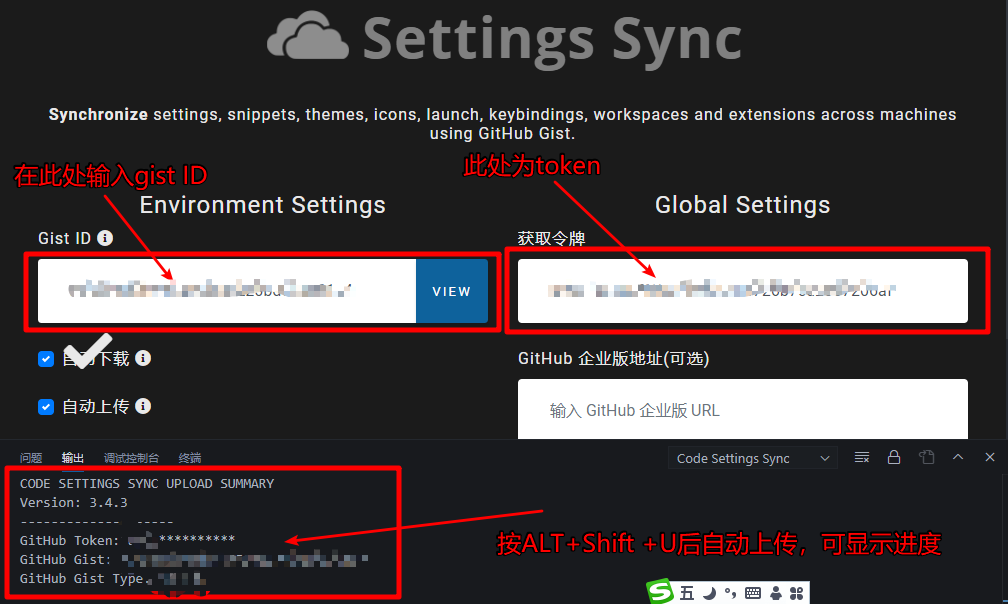 Settings Sync
Synchronize settings, snippets, themes, icons, launch, keybindings, workspaces and extensions across machines
using GitHub Gist.
在此处输入gist ID
此处为token
Environment Settings
Global Settings
Gist ID
获取令牌
VIEW
下载
GitHub 企业版地址(可选)
自动上传
输入 GitHub 企业版 URL
问题 输出 调试控制台 终端
Code Settings Sync
CODE SETTINGS SYNC UPLOAD SUMMARY
Version: 3.4.3
------------- -----
GitHub Token: **********
GitHub Gist:
GitHub Gist Type
按ALT+Shift +U后自动上传，可显示进度
S 五